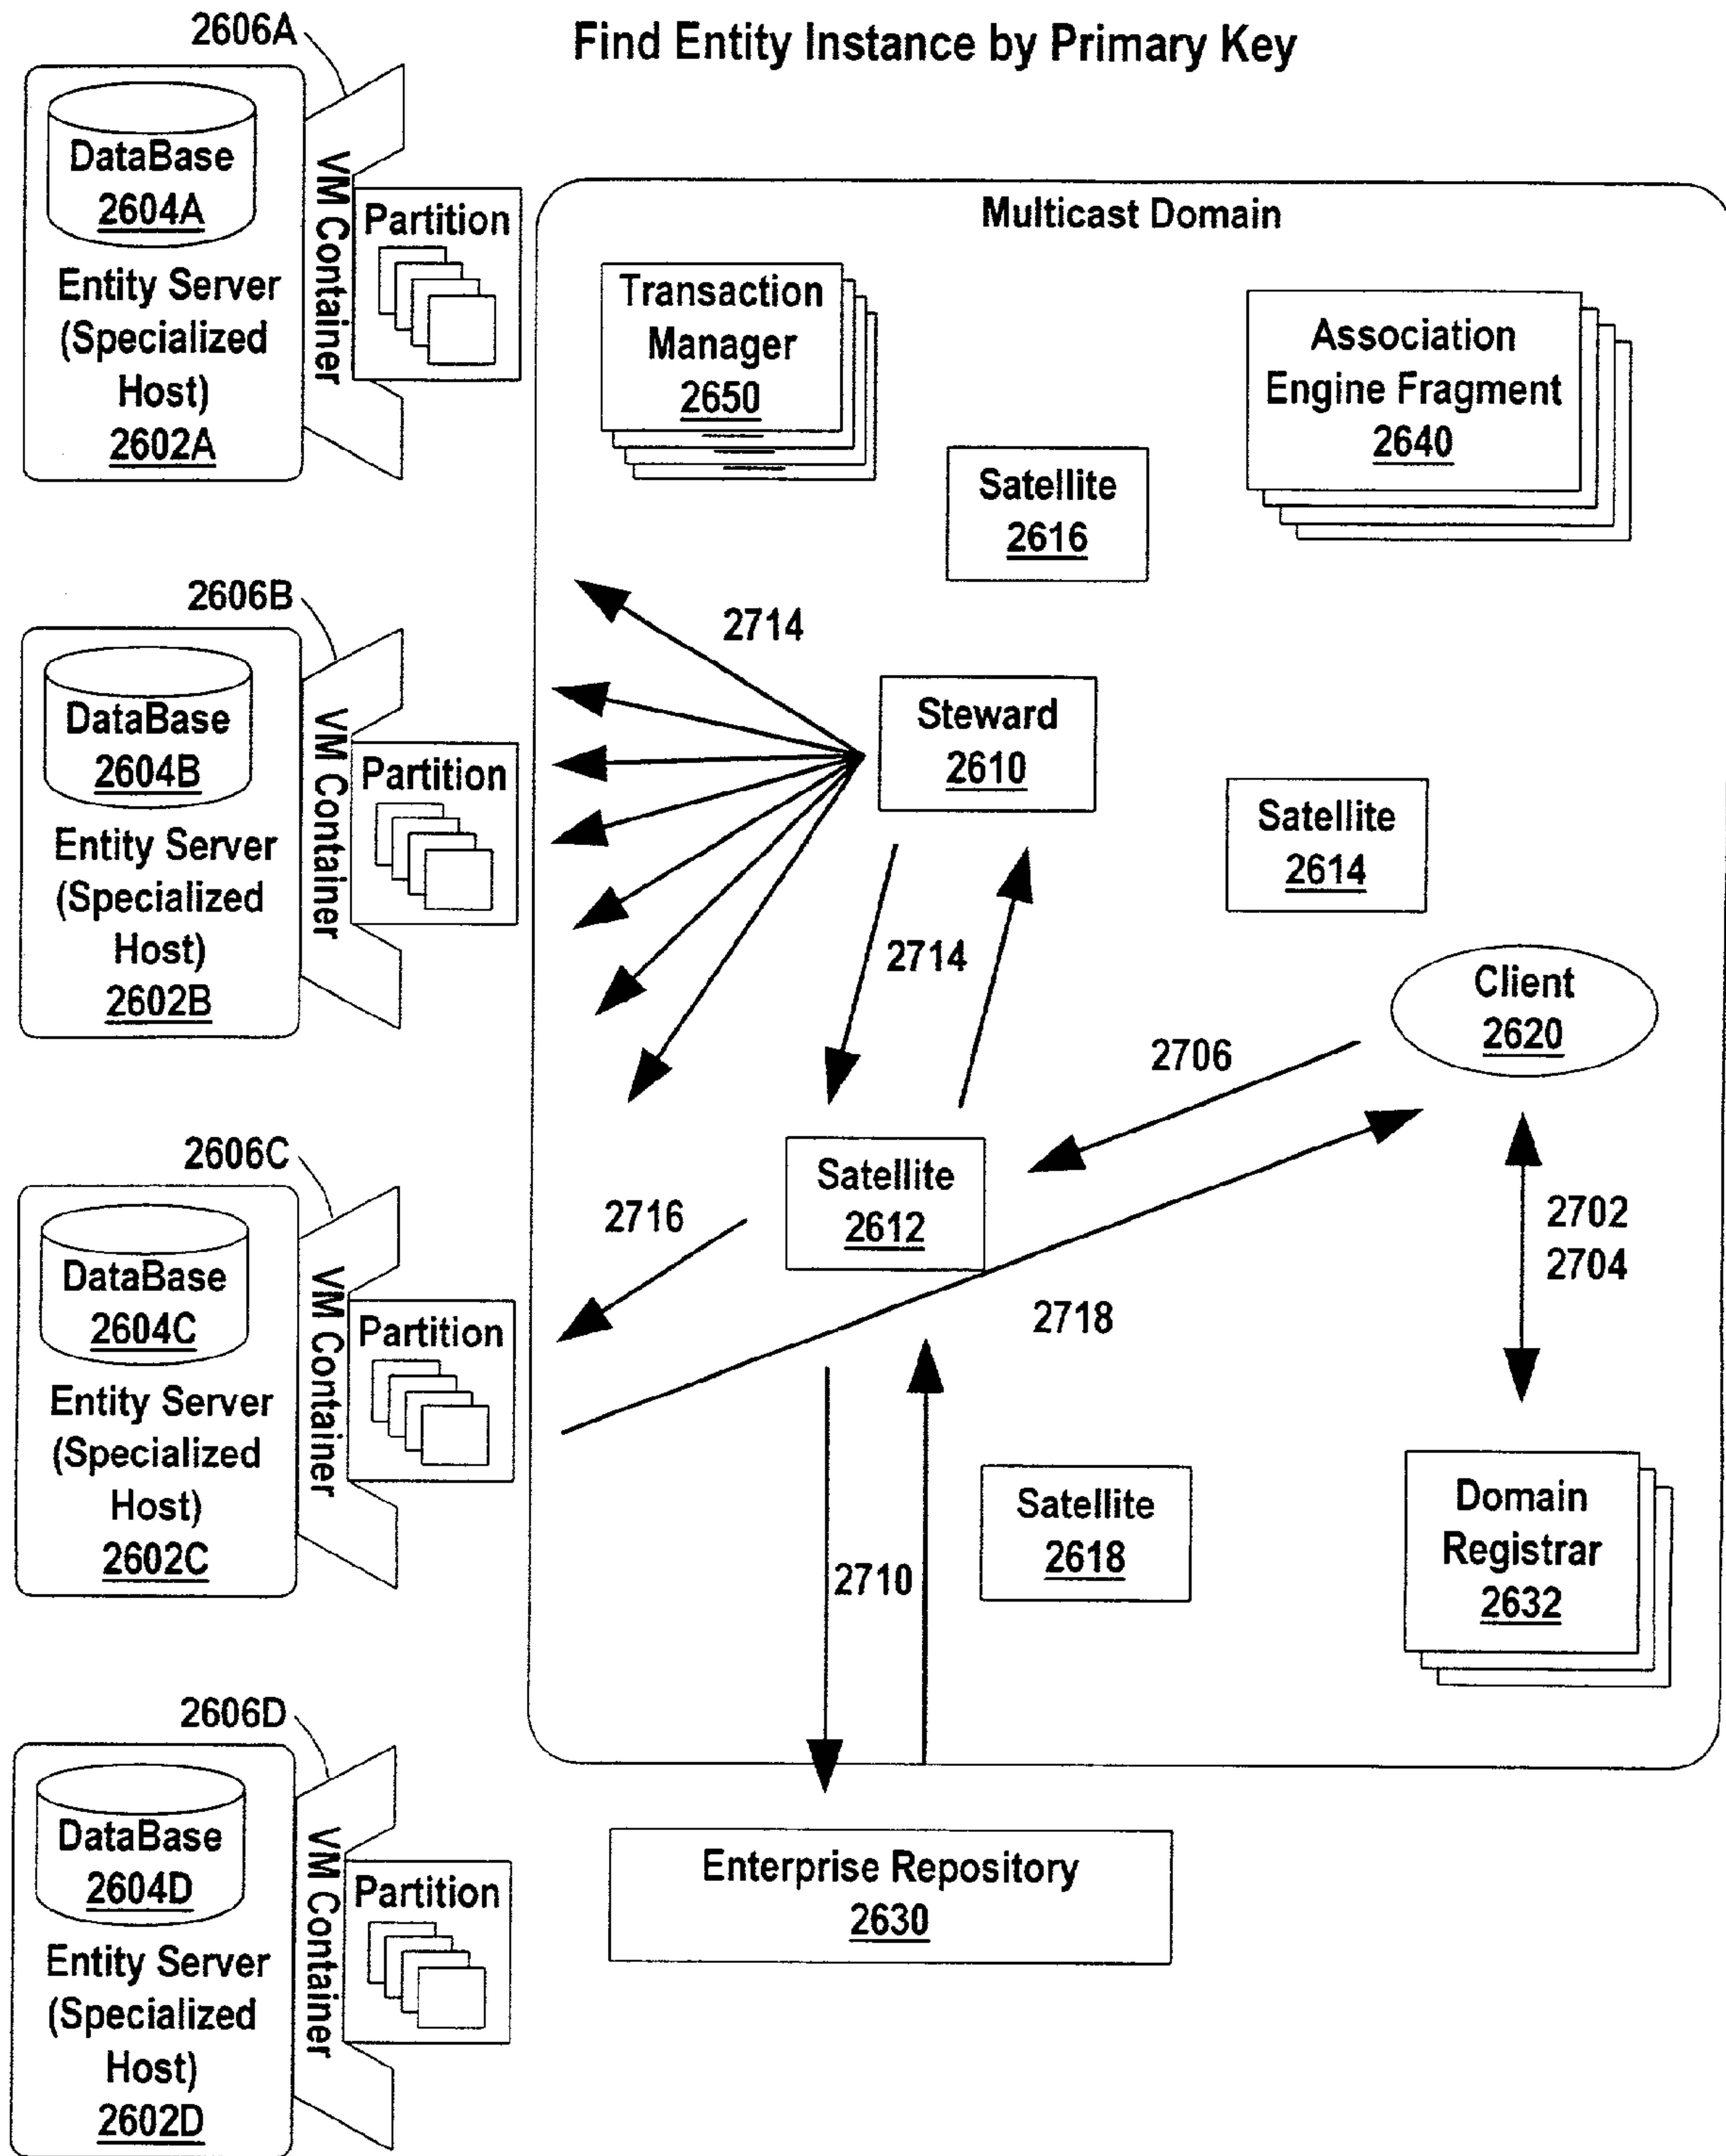 Find Entity Instance by Primary Key
2606A
DataBase
2604A
Entity Server
(Specialized
Host)
2602A
VM Container
Partition
2606B
DataBase
2604B
Entity Server
(Specialized
Host)
2602B
VM Container
Partition
2606C
DataBase
2604C
Entity Server
(Specialized
Host)
2602C
VM Container
Partition
2606D
DataBase
2604D
Entity Server
(Specialized
Host)
2602D
VM Container
Partition
Multicast Domain
Transaction
Manager
2650
Association
Engine Fragment
2640
Satellite
2616
2714
Steward
2610
Satellite
2614
2714
Client
2620
2706
Satellite
2612
2716
2702
2704
2718
Satellite
2618
2710
Domain
Registrar
2632
Enterprise Repository
2630